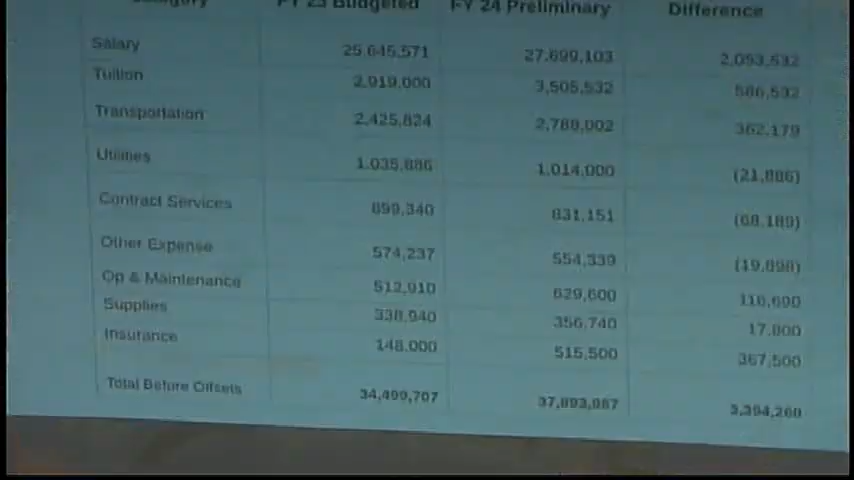 Category FY 23 Budgeted FY 24 Preliminary Difference
Salary 25,645,571 27,699,103 2,053,532
Tuition 2,919,000 3,505,532 586,532
Transportation 2,425,824 2,788,002 362,179
Utilities 1,035,886 1,014,000 (21,886)
Contract Services 899,340 831,151 (68,189)
Other Expense 574,237 554,339 (19,898)
Op & Maintenance 512,910 629,600 116,690
Supplies 338,940 356,740 17,800
Insurance 148,000 515,500 367,500
Total Before Offsets 34,499,707 37,893,967 3,394,260